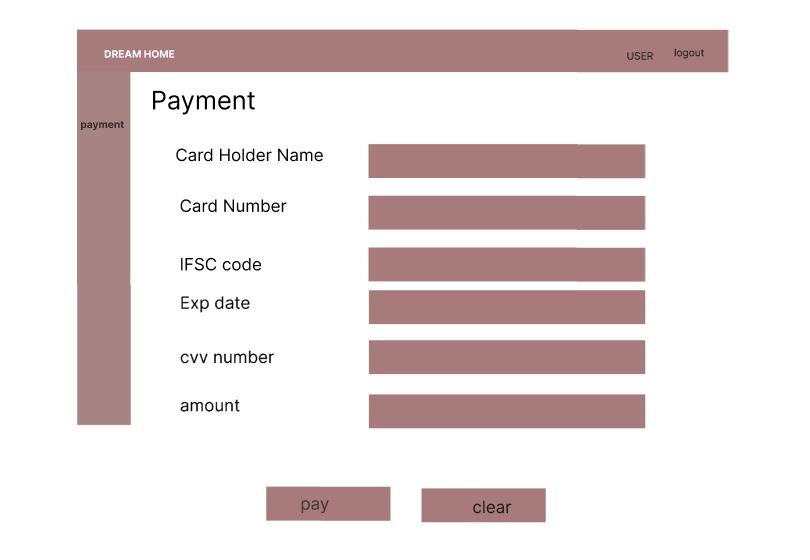 DREAM HOME
USER
logout
payment
Payment
Card Holder Name
Card Number
IFSC code
Exp date
cvv number
amount
pay
clear